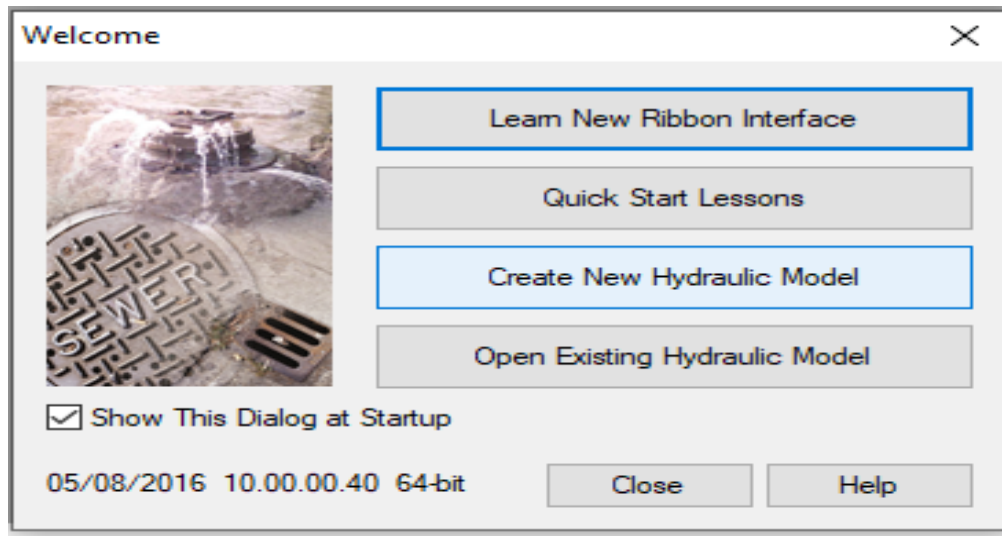 Welcome
Learn New Ribbon Interface
Quick Start Lessons
Create New Hydraulic Model
Open Existing Hydraulic Model
SEWER
Show This Dialog at Startup
05/08/2016 10.00.00.40 64-bit
Close
Help